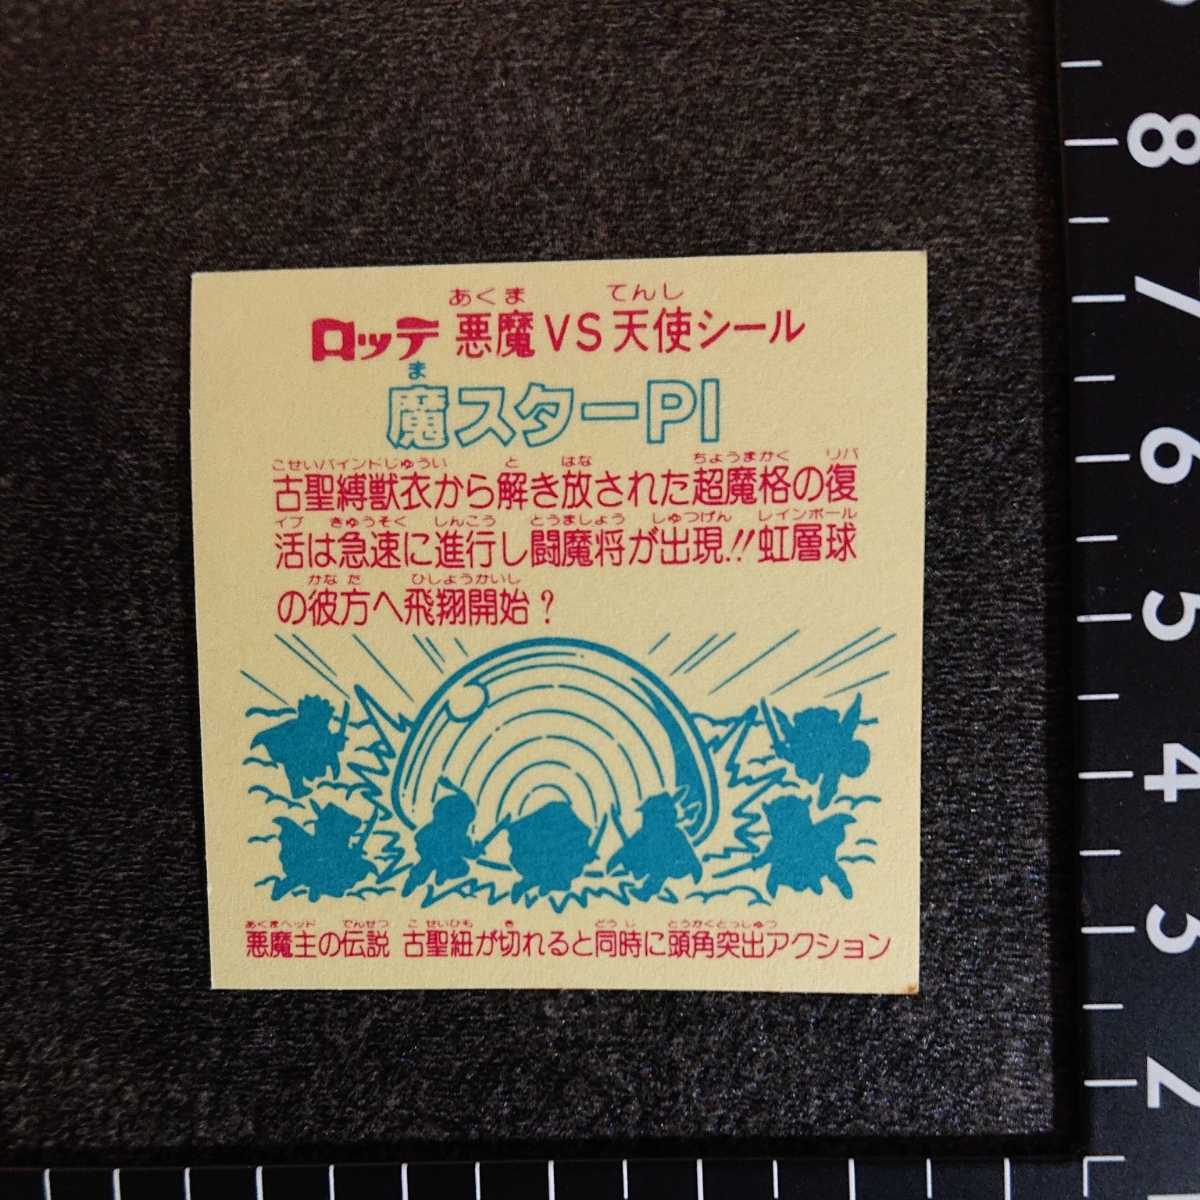 あくま てんし
ロッテ 悪魔VS天使シール
ま
魔スターPI
こせいバインドじゅうい と はな ちょうまかく リバ
古聖縛獣衣から解き放された超魔格の復
イブ きゅうそく しんこう とうましょう しゅつげん レインボール
活は急速に進行し闘魔将が出現!!虹層球
かなた ひしょうかいし
の彼方へ飛翔開始?
あくまヘッド でんせつ こせいひも き どうじ とうかくとっしゅつ
悪魔主の伝説 古聖紐が切れると同時に頭角突出アクション
8
7
6
5
4
3
2